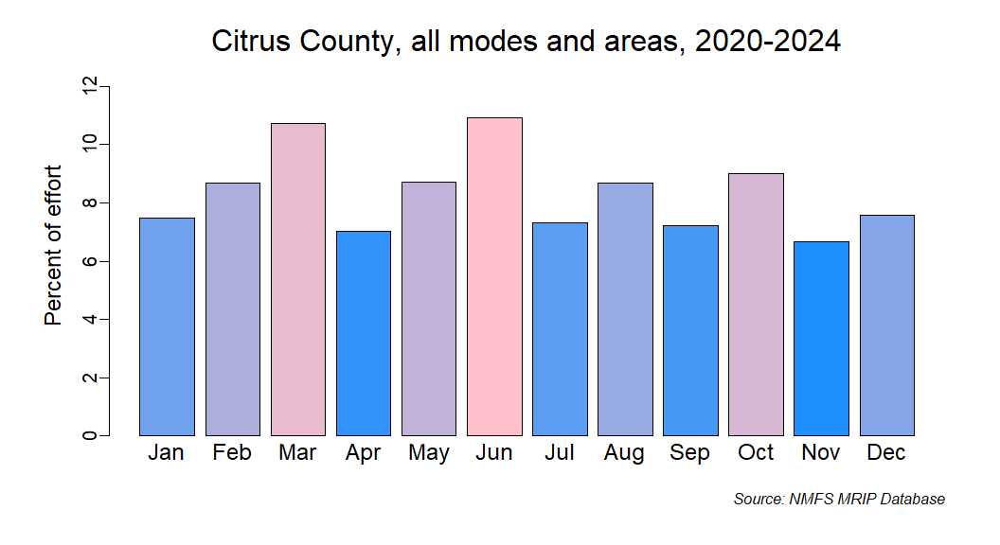 Citrus County, all modes and areas, 2020-2024
Percent of effort
12
10
8
6
4
2
0
Jan Feb Mar Apr May Jun Jul Aug Sep Oct Nov Dec
Source: NMFS MRIP Database